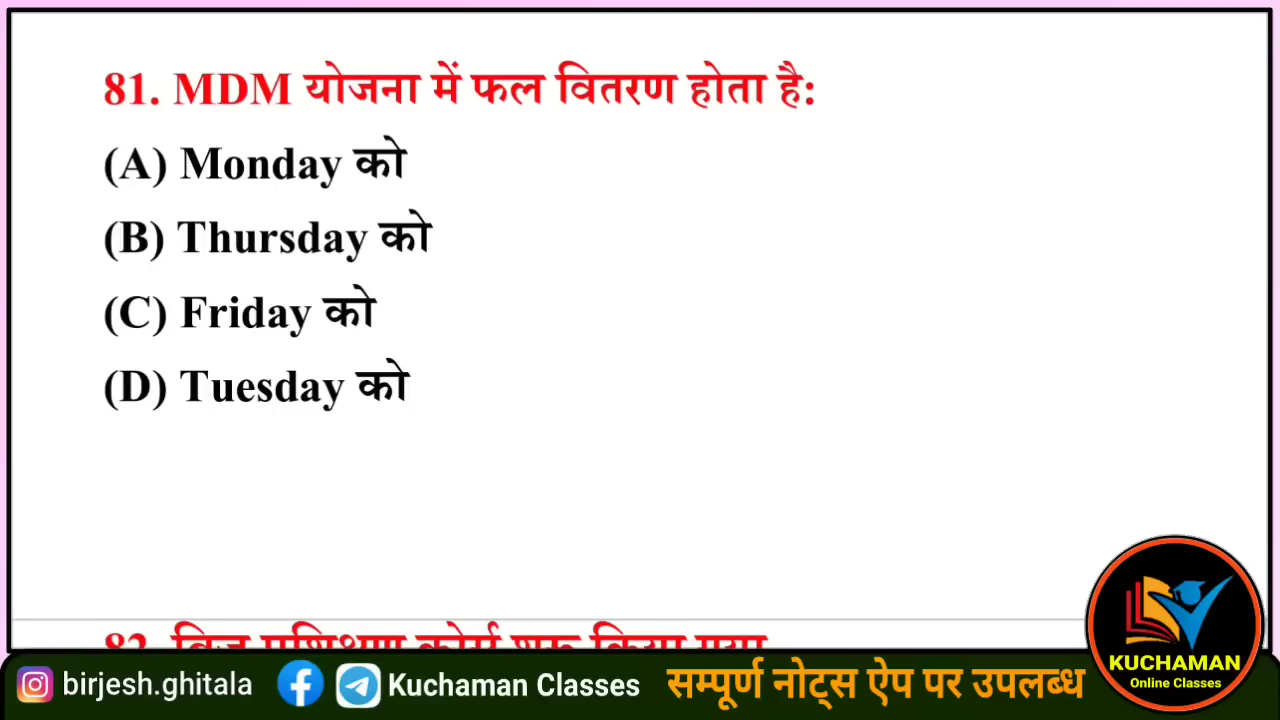 81. MDM योजना में फल वितरण होता है:
(A) Monday को
(B) Thursday को
(C) Friday को
(D) Tuesday को
82.
KUCHAMAN
Online Classes
birjesh.ghitala
Kuchaman Classes
सम्पूर्ण नोट्स ऐप पर उपलब्ध